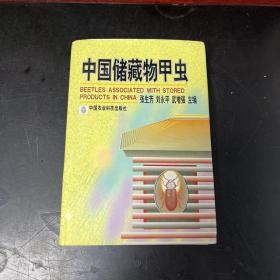 中国储藏物甲虫
BEETLES ASSOCIATED WITH STORED
PRODUCTS IN CHINA 张生芳 刘永平 武增强 主编
中国农业科技出版社